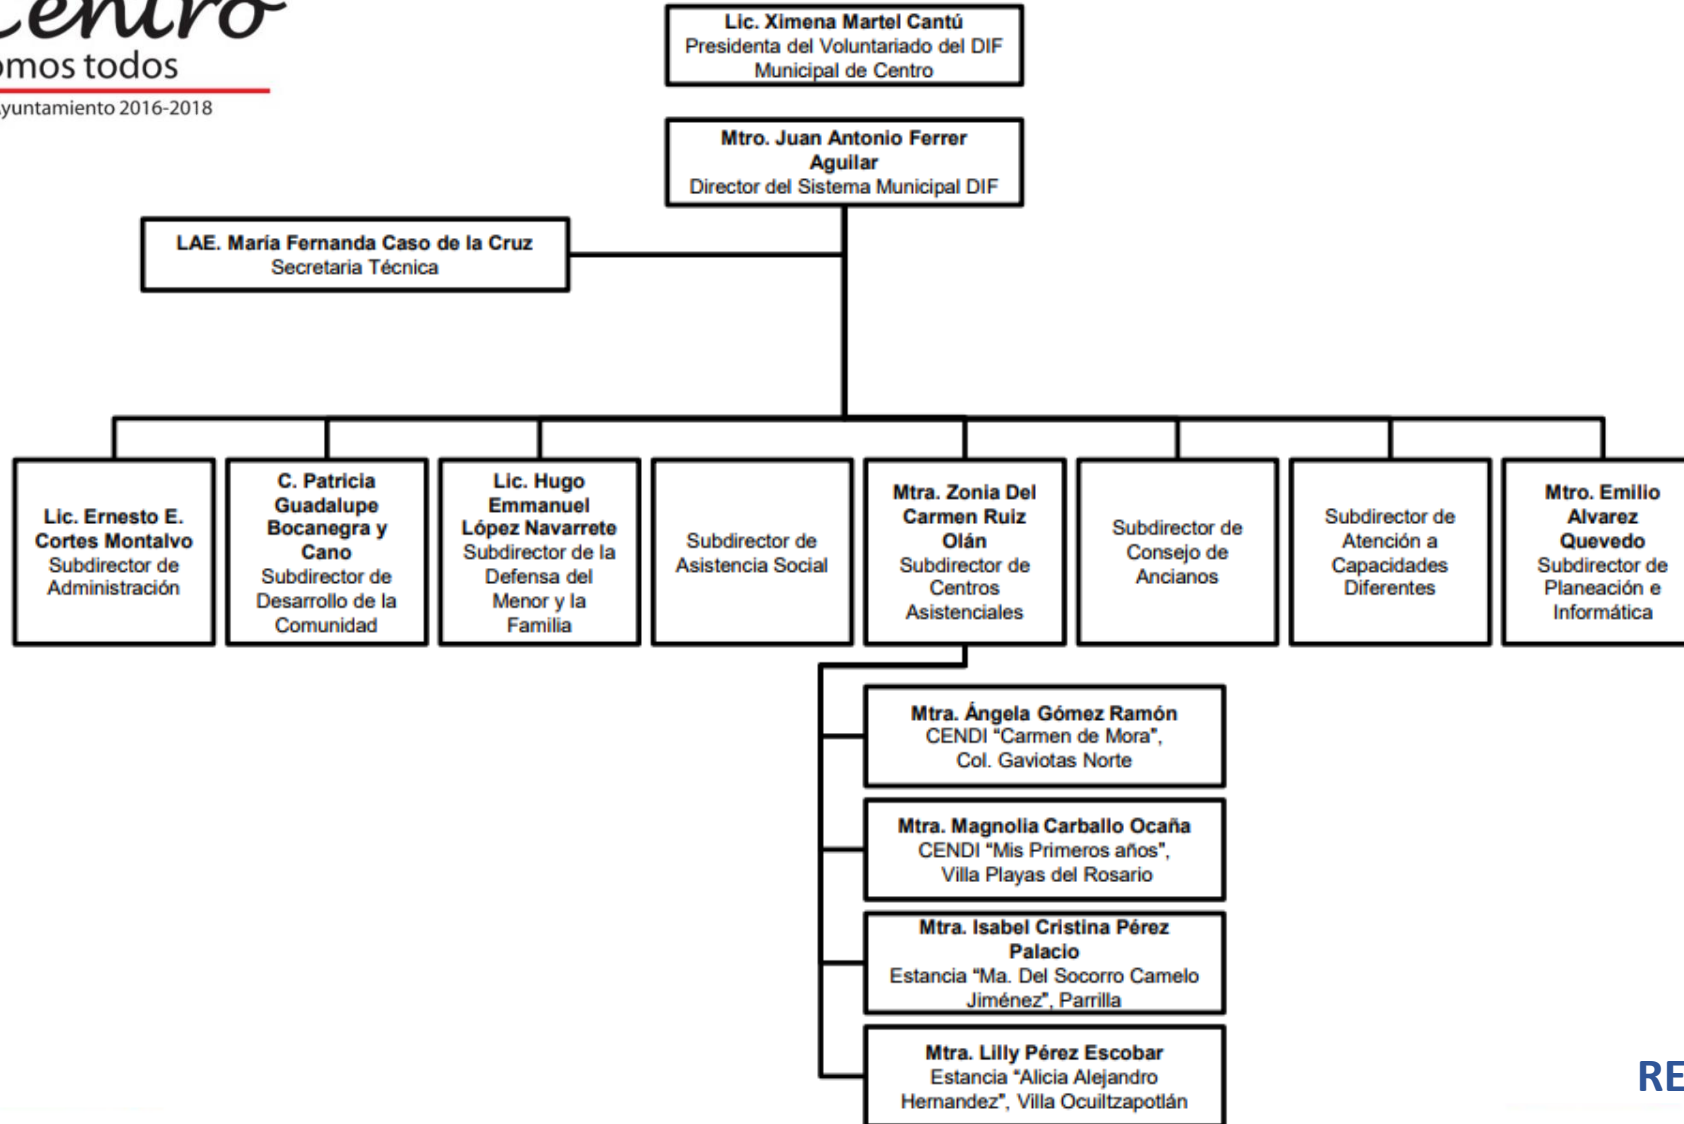 Centro
omos todos
Ayuntamiento 2016-2018
Lic. Ximena Martel Cantú
Presidenta del Voluntariado del DIF
Municipal de Centro
Mtro. Juan Antonio Ferrer
Aguilar
Director del Sistema Municipal DIF
LAE. María Fernanda Caso de la Cruz
Secretaria Técnica
Lic. Ernesto E.
Cortes Montalvo
Subdirector de
Administración
C. Patricia
Guadalupe
Bocanegra y
Cano
Subdirector de
Desarrollo de la
Comunidad
Lic. Hugo
Emmanuel
López Navarrete
Subdirector de la
Defensa del
Menor y la
Familia
Subdirector de
Asistencia Social
Mtra. Zonia Del
Carmen Ruiz
Olán
Subdirector de
Centros
Asistenciales
Subdirector de
Consejo de
Ancianos
Subdirector de
Atención a
Capacidades
Diferentes
Mtro. Emilio
Alvarez
Quevedo
Subdirector de
Planeación e
Informática
Mtra. Ángela Gómez Ramón
CENDI “Carmen de Mora”,
Col. Gaviotas Norte
Mtra. Magnolia Carballo Ocaña
CENDI “Mis Primeros años”,
Villa Playas del Rosario
Mtra. Isabel Cristina Pérez
Palacio
Estancia “Ma. Del Socorro Camelo
Jiménez”, Parrilla
Mtra. Lilly Pérez Escobar
Estancia “Alicia Alejandro
Hernandez”, Villa Ocuiltzapotlán
RE